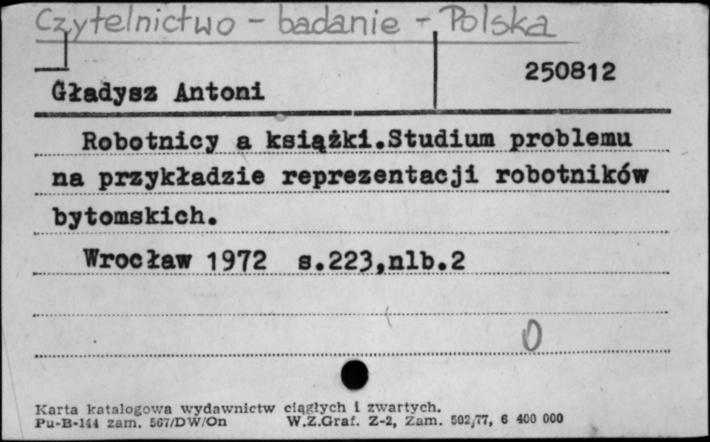 Czytelnictwo - badanie - Polska
250812
Gładysz Antoni
Robotnicy a książki.Studium problemu
na przykładzie reprezentacji robotników
bytomskich.
Wrocław 1972 s.223,nlb.2
0
Karta katalogowa wydawnictw ciągłych i zwartych.
Pu-B-144 zam. 567/DW/On W.Z.Graf. Z-2, Zam. 502/77, 6 400 000